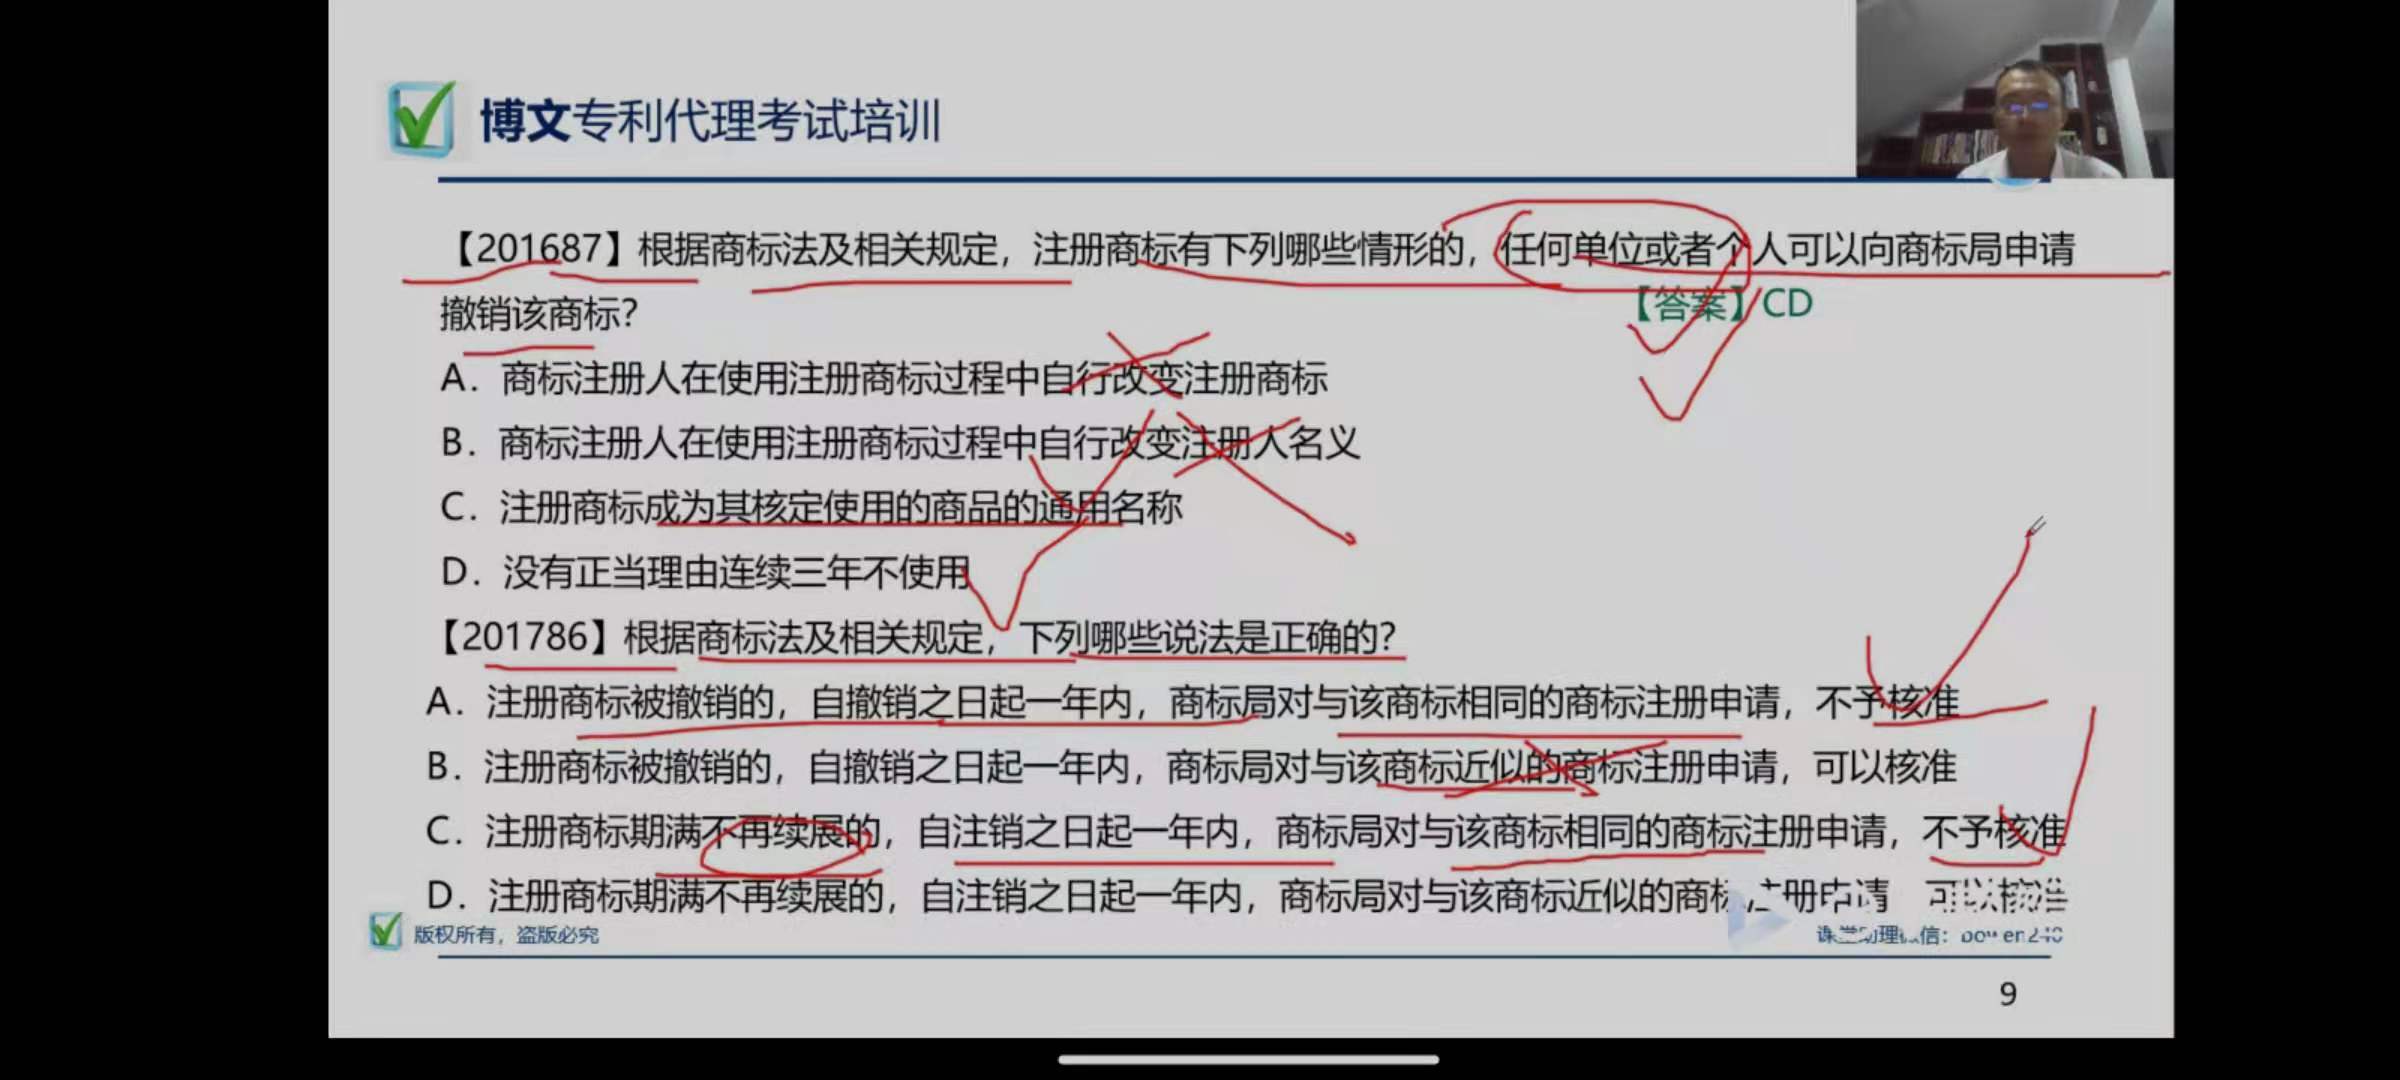 博文专利代理考试培训
【201687】根据商标法及相关规定，注册商标有下列哪些情形的，任何单位或者个人可以向商标局申请
撤销该商标？
【答案】CD
A．商标注册人在使用注册商标过程中自行改变注册商标
B．商标注册人在使用注册商标过程中自行改变注册人名义
C．注册商标成为其核定使用的商品的通用名称
D．没有正当理由连续三年不使用
【201786】根据商标法及相关规定，下列哪些说法是正确的？
A．注册商标被撤销的，自撤销之日起一年内，商标局对与该商标相同的商标注册申请，不予核准
B．注册商标被撤销的，自撤销之日起一年内，商标局对与该商标近似的商标注册申请，可以核准
C．注册商标期满不再续展的，自注销之日起一年内，商标局对与该商标相同的商标注册申请，不予核准
D．注册商标期满不再续展的，自注销之日起一年内，商标局对与该商标近似的商标注册申请 可以核准
版权所有，盗版必究
课堂助理微信：
9